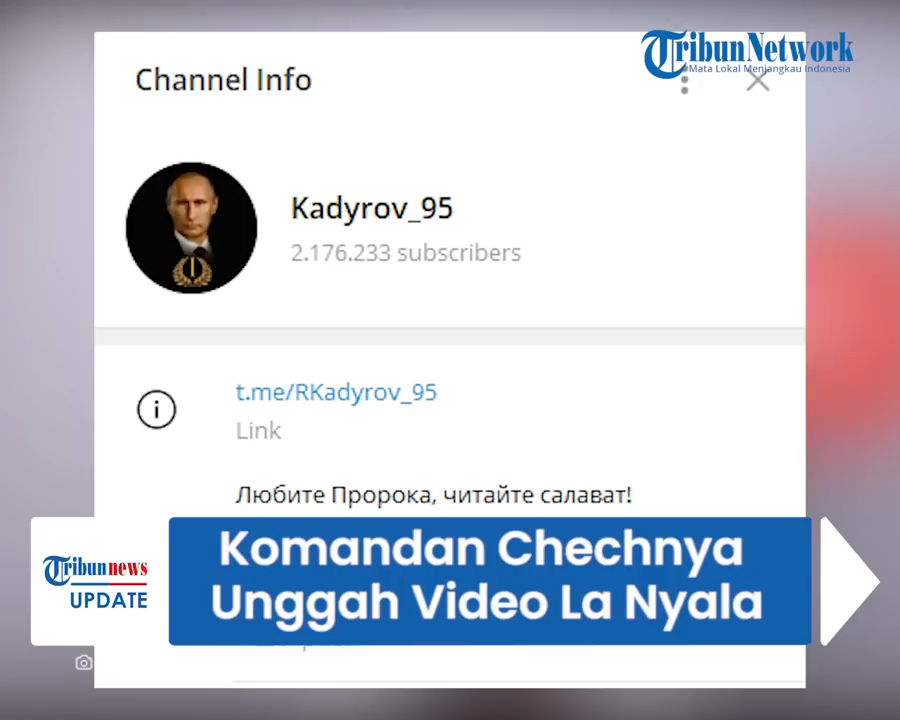 TribunNetwork
Mata Lokal Menjangkau Indonesia
Channel Info
Kadyrov_95
2.176.233 subscribers
t.me/RKadyrov_95
Link
Любите Пророка, читайте салават!
Tribunnews
UPDATE
Komandan Chechnya
Unggah Video La Nyala